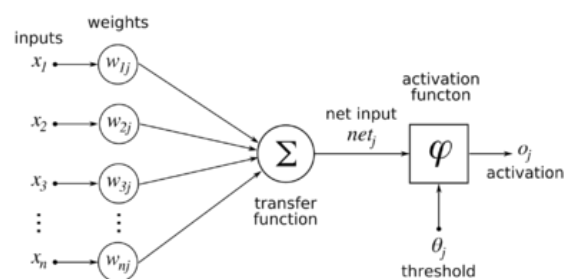 weights
inputs
x1
w1j
x2
w2j
x3
w3j
⋮
⋮
xn
wnj
Σ
transfer
function
net input
netj
activation
functon
φ
oj
activation
θj
threshold